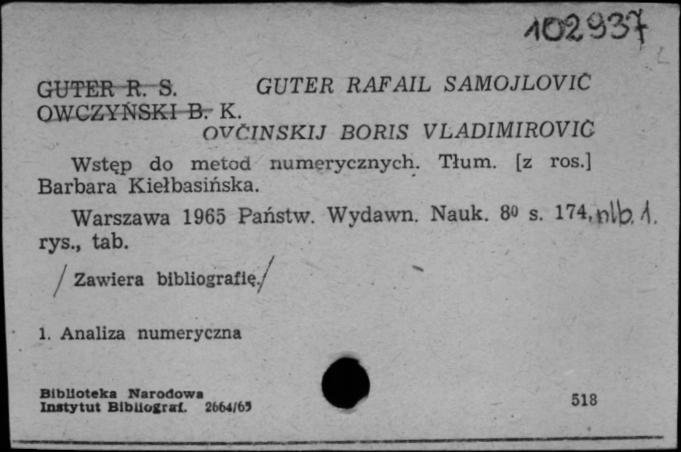 102937
GUTER R. S. GUTER RAFAIL SAMOJLOVIČ
OWCZYŃSKI B. K.
OVČINSKIJ BORIS VLADIMIROVIČ
Wstęp do metod numerycznych. Tłum. [z ros.]
Barbara Kiełbasińska.
Warszawa 1965 Państw. Wydawn. Nauk. 8⁰ s. 174, nlb. 1.
rys., tab.
/ Zawiera bibliografię. /
1. Analiza numeryczna
Biblioteka Narodowa
Instytut Bibliograf. 2664/65
518